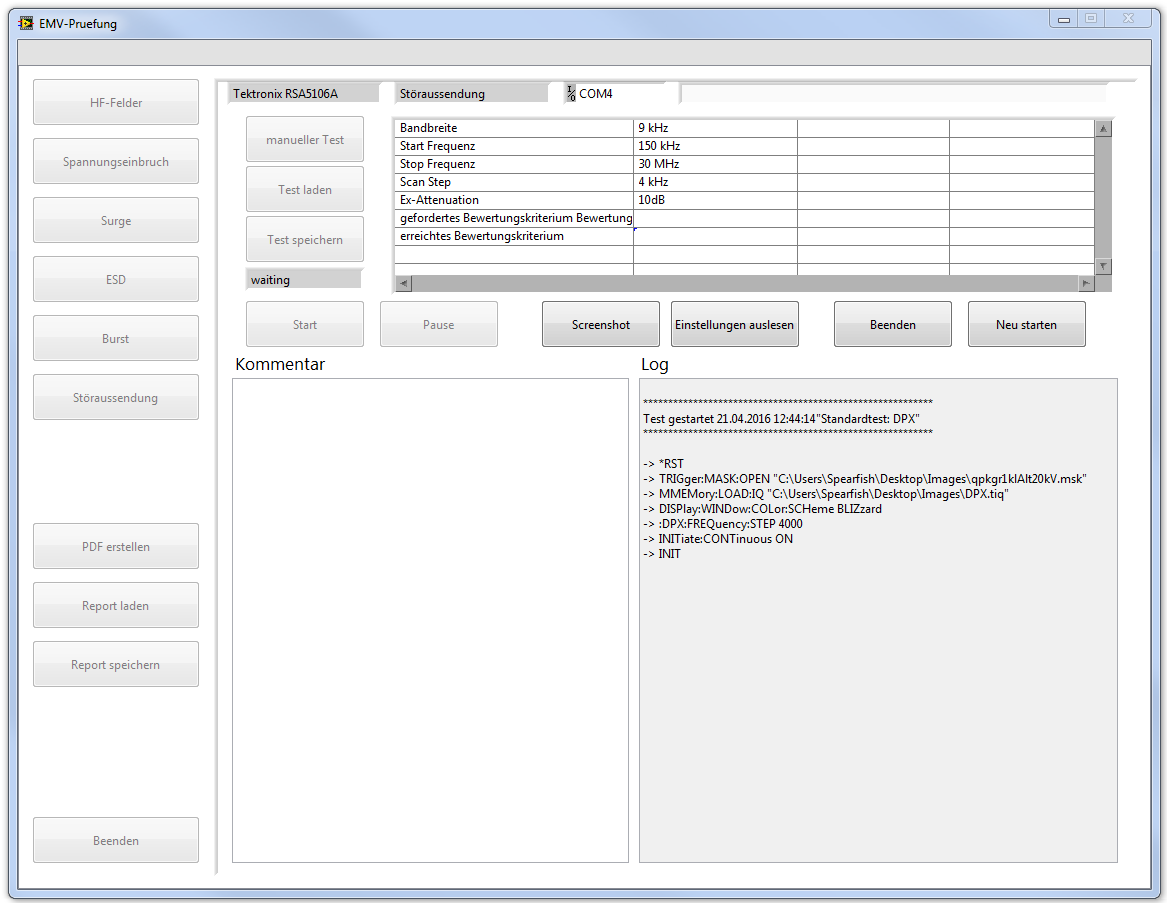 EMV-Pruefung
HF-Felder
Spannungseinbruch
Surge
ESD
Burst
Störaussendung
PDF erstellen
Report laden
Report speichern
Beenden
Tektronix RSA5106A
Störaussendung
I/O COM4
manueller Test
Test laden
Test speichern
waiting
Bandbreite 9 kHz
Start Frequenz 150 kHz
Stop Frequenz 30 MHz
Scan Step 4 kHz
Ex-Attenuation 10dB
gefordertes Bewertungskriterium Bewertung
erreichtes Bewertungskriterium
Start
Pause
Screenshot
Einstellungen auslesen
Beenden
Neu starten
Kommentar
Log
**********************************************************
Test gestartet 21.04.2016 12:44:14"Standardtest: DPX"
**********************************************************
-> *RST
-> TRIGger:MASK:OPEN "C:\Users\Spearfish\Desktop\Images\qpkgr1klAlt20kV.msk"
-> MMEMory:LOAD:IQ "C:\Users\Spearfish\Desktop\Images\DPX.tiq"
-> DISPlay:WINDow:COLor:SCHeme BLIZzard
-> :DPX:FREQuency:STEP 4000
-> INITiate:CONTinuous ON
-> INIT